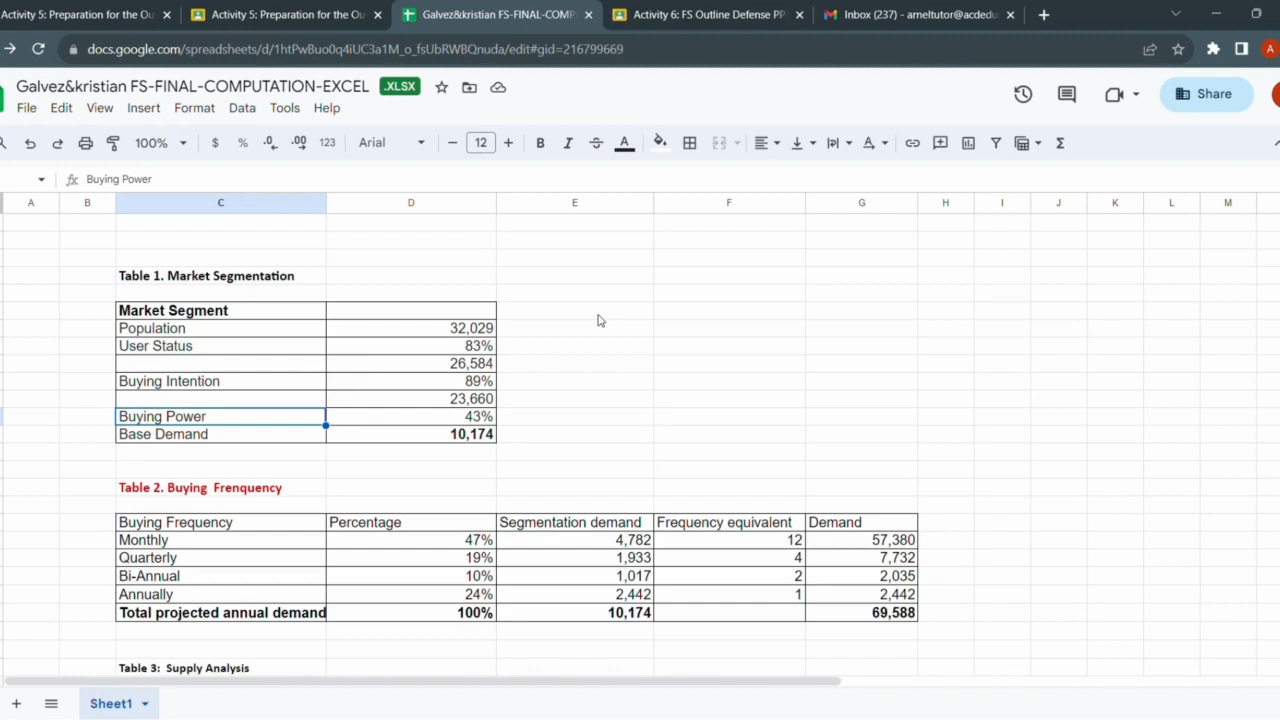 Activity 5: Preparation for the Ou
Activity 5: Preparation for the Ou
Galvez&kristian FS-FINAL-COMP
Activity 6: FS Outline Defense PP
Inbox (237) - arneltutor@acdedu
docs.google.com/spreadsheets/d/1htPwBuo0q4iUC3a1M_o_fsUbRWBQnuda/edit#gid=216799669
A
Galvez&kristian FS-FINAL-COMPUTATION-EXCEL .XLSX
File Edit View Insert Format Data Tools Help
Share
100% $ % .0 .00 123 Arial 12 B I S A
Buying Power
A B C D E F G H I J K L M
Table 1. Market Segmentation
Market Segment
Population 32,029
User Status 83%
26,584
Buying Intention 89%
23,660
Buying Power 43%
Base Demand 10,174
Table 2. Buying Frenquency
Buying Frequency Percentage Segmentation demand Frequency equivalent Demand
Monthly 47% 4,782 12 57,380
Quarterly 19% 1,933 4 7,732
Bi-Annual 10% 1,017 2 2,035
Annually 24% 2,442 1 2,442
Total projected annual demand 100% 10,174 69,588
Table 3: Supply Analysis
Sheet1